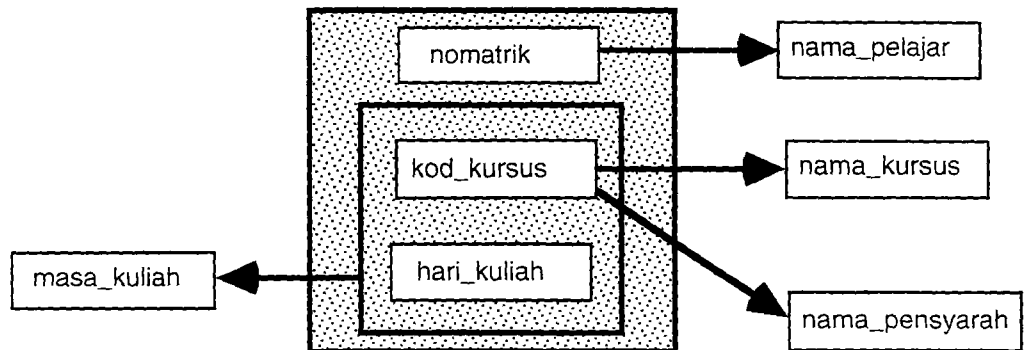 nomatrik
nama_pelajar
kod_kursus
nama_kursus
hari_kuliah
masa_kuliah
nama_pensyarah